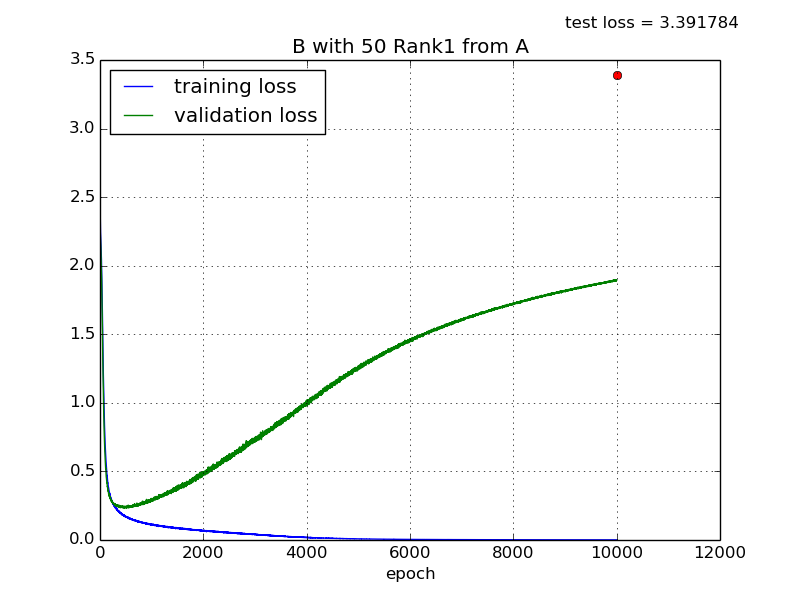 test loss = 3.391784
B with 50 Rank1 from A
3.5
training loss
validation loss
3.0
2.5
2.0
1.5
1.0
0.5
0.0
0 2000 4000 6000 8000 10000 12000
epoch